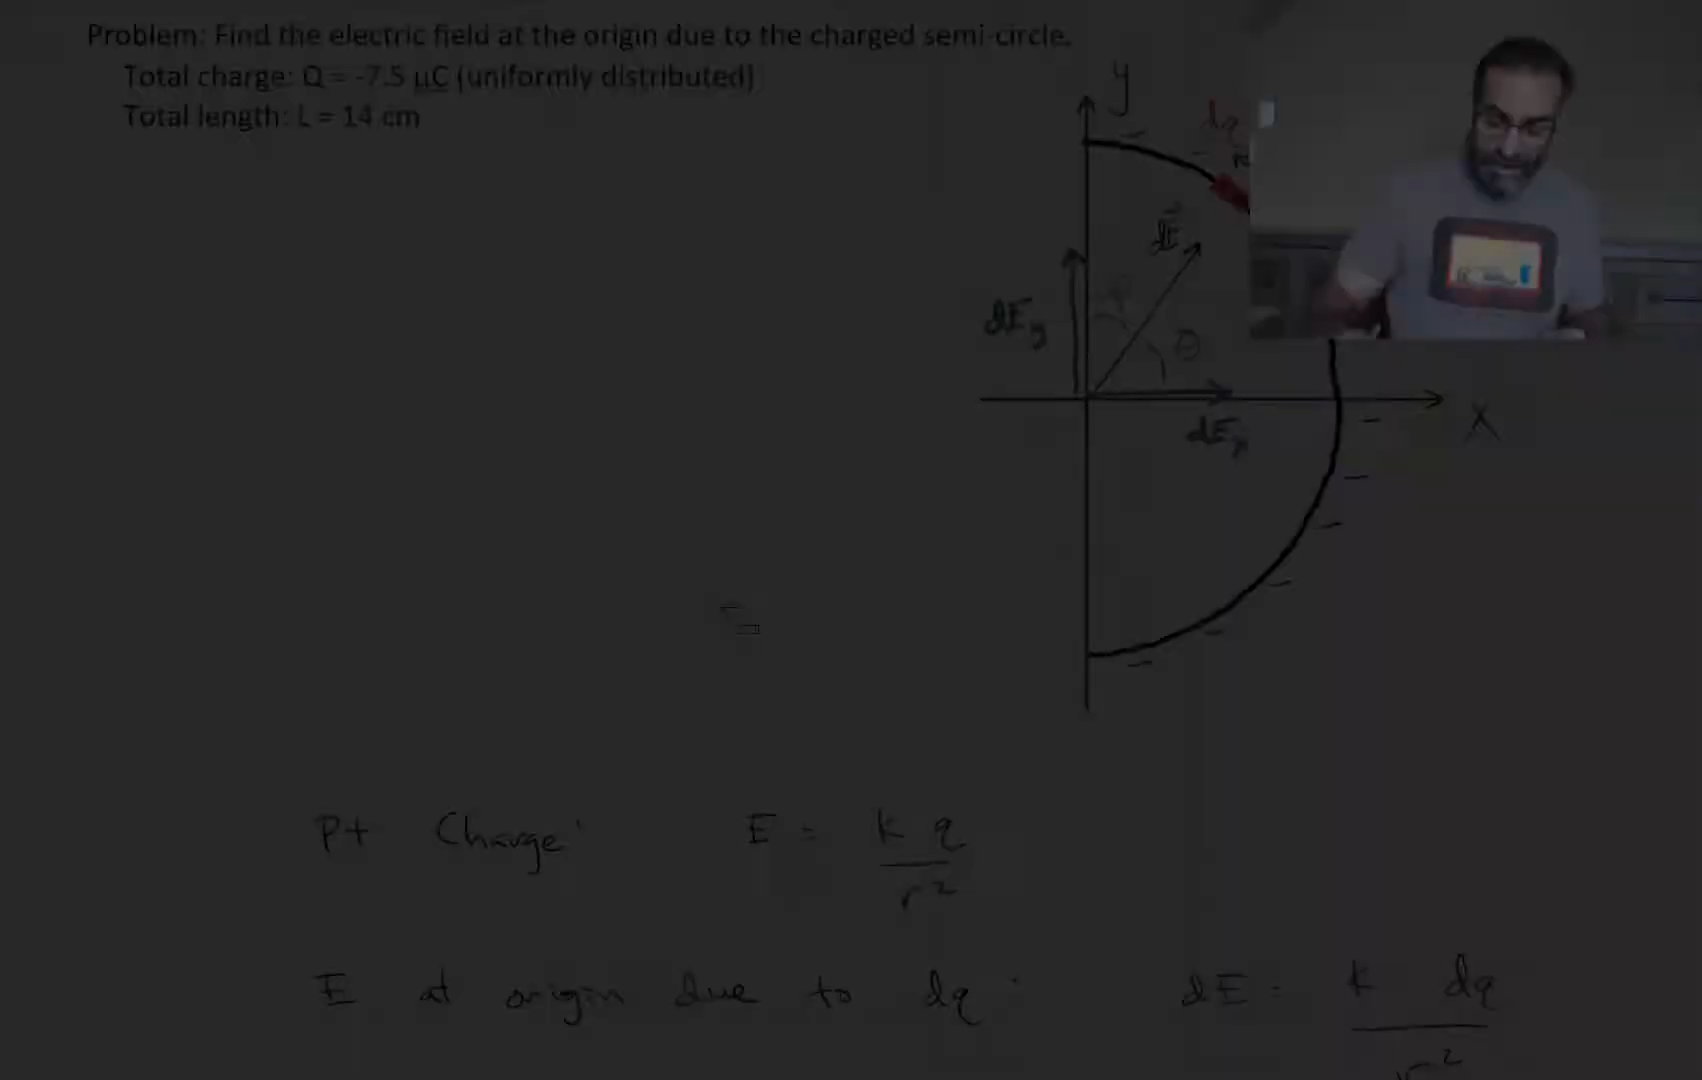 Problem: Find the electric field at the origin due to the charged semi-circle.
Total charge: Q = -7.5 µC (uniformly distributed)
Total length: L = 14 cm
y
dq
dE
dEy
θ
dEx
x
Pt Charge: E = k q / r²
E at origin due to dq: dE = k dq / r²